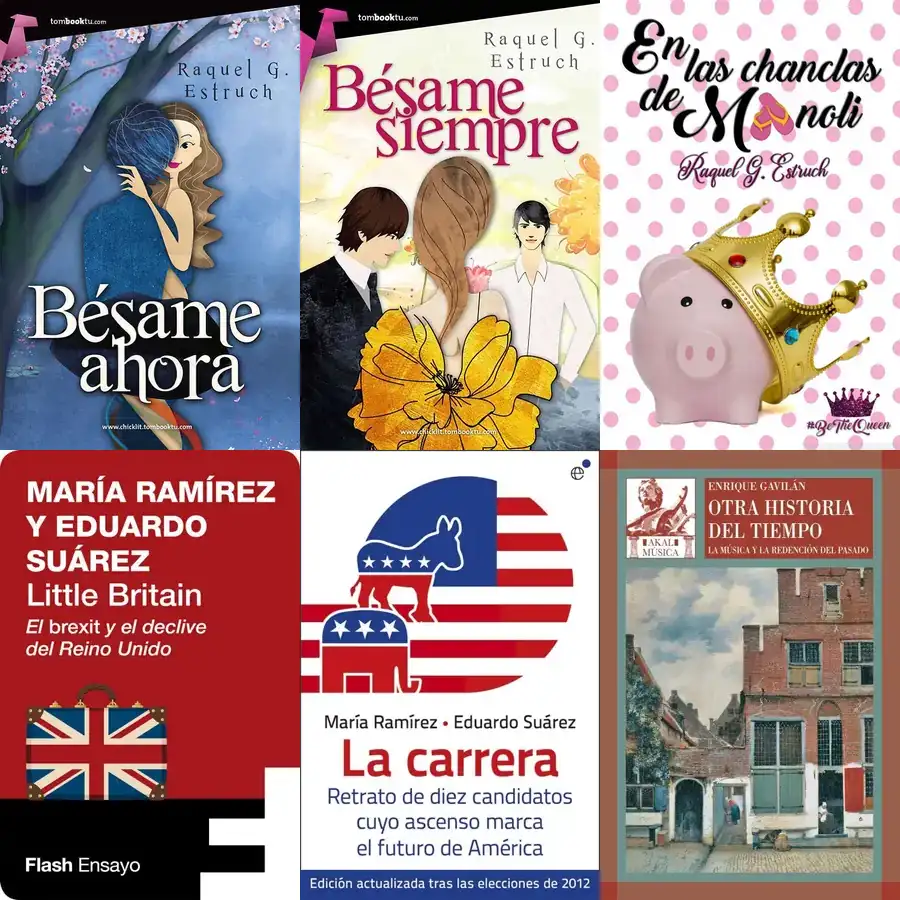 tombooktu.com
Raquel G.
Estruch
Bésame
ahora
www.chicklit.tombooktu.com
tombooktu.com
Raquel G.
Estruch
Bésame
siempre
www.chicklit.tombooktu.com
En las chanclas
de Manoli
Raquel G. Estruch
#BeTheQueen
MARÍA RAMÍREZ
Y EDUARDO
SUÁREZ
Little Britain
El brexit y el declive
del Reino Unido
Flash Ensayo
e
María Ramírez • Eduardo Suárez
La carrera
Retrato de diez candidatos
cuyo ascenso marca
el futuro de América
Edición actualizada tras las elecciones de 2012
AKAL
MÚSICA
ENRIQUE GAVILÁN
OTRA HISTORIA
DEL TIEMPO
LA MÚSICA Y LA REDENCIÓN DEL PASADO